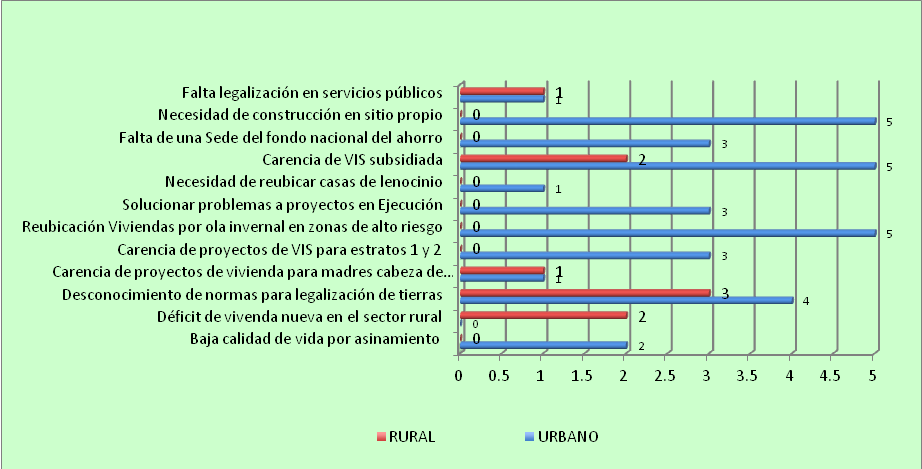 Falta legalización en servicios públicos 1 1
Necesidad de construcción en sitio propio 0 5
Falta de una Sede del fondo nacional del ahorro 0 3
Carencia de VIS subsidiada 2 5
Necesidad de reubicar casas de lenocinio 0 1
Solucionar problemas a proyectos en Ejecución 0 3
Reubicación Viviendas por ola invernal en zonas de alto riesgo 0 5
Carencia de proyectos de VIS para estratos 1 y 2 0 3
Carencia de proyectos de vivienda para madres cabeza de... 1 1
Desconocimiento de normas para legalización de tierras 3 4
Déficit de vivenda nueva en el sector rural 2 0
Baja calidad de vida por asinamiento 0 2
0 0.5 1 1.5 2 2.5 3 3.5 4 4.5 5
RURAL URBANO